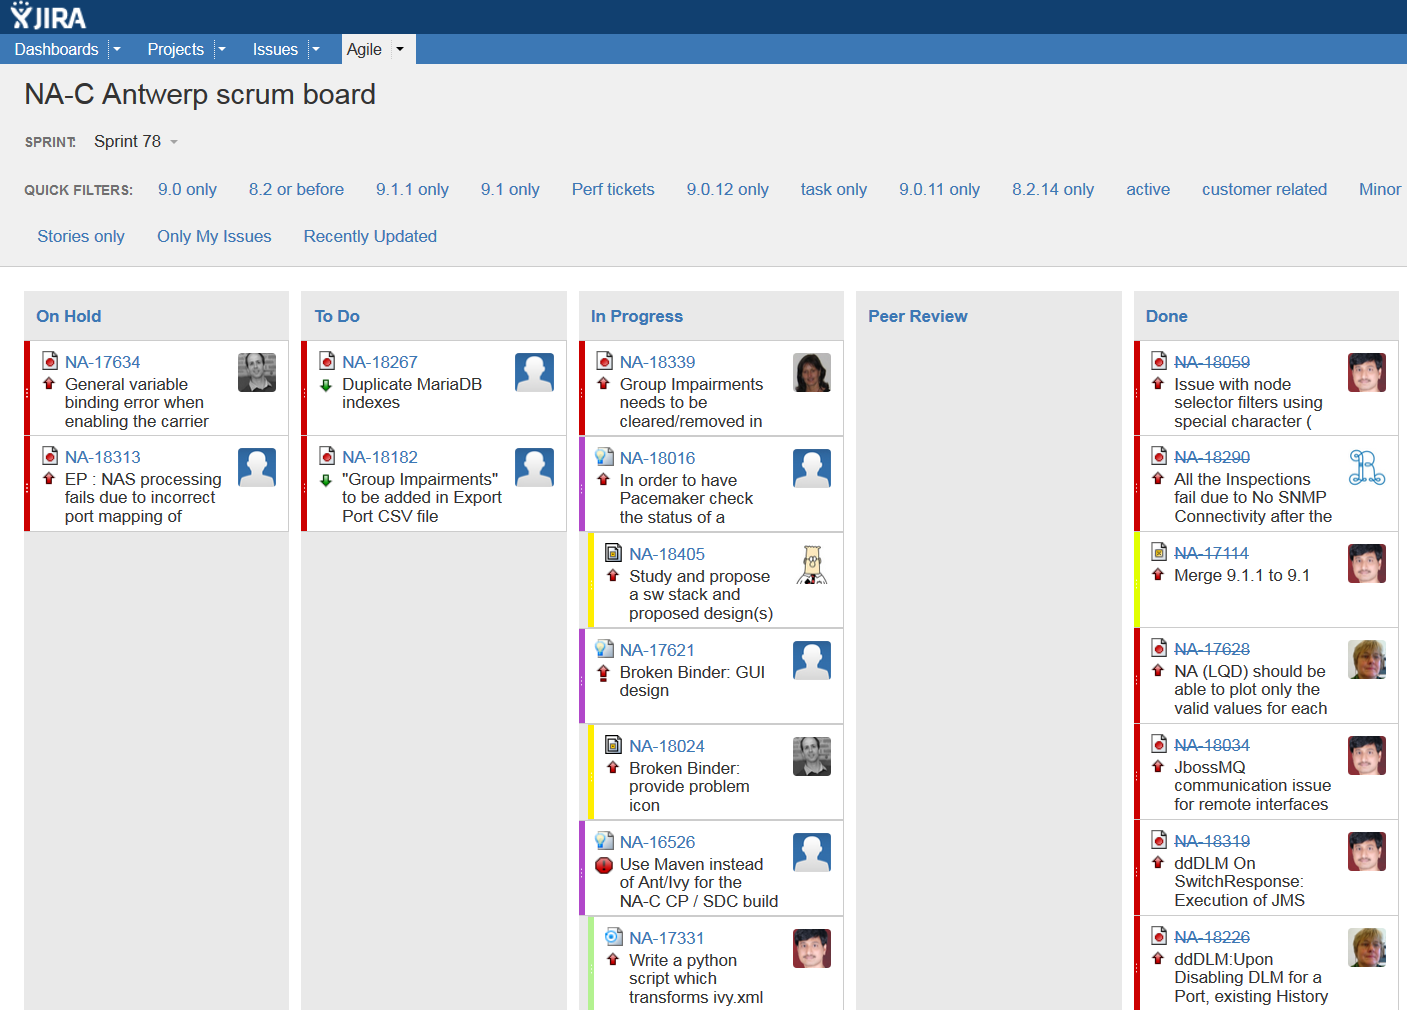 JIRA
Dashboards Projects Issues Agile
NA-C Antwerp scrum board
SPRINT: Sprint 78
QUICK FILTERS: 9.0 only 8.2 or before 9.1.1 only 9.1 only Perf tickets 9.0.12 only task only 9.0.11 only 8.2.14 only active customer related Minor
Stories only Only My Issues Recently Updated
On Hold
NA-17634
General variable
binding error when
enabling the carrier
NA-18313
EP : NAS processing
fails due to incorrect
port mapping of
To Do
NA-18267
Duplicate MariaDB
indexes
NA-18182
"Group Impairments"
to be added in Export
Port CSV file
In Progress
NA-18339
Group Impairments
needs to be
cleared/removed in
NA-18016
In order to have
Pacemaker check
the status of a
NA-18405
Study and propose
a sw stack and
proposed design(s)
NA-17621
Broken Binder: GUI
design
NA-18024
Broken Binder:
provide problem
icon
NA-16526
Use Maven instead
of Ant/Ivy for the
NA-C CP / SDC build
NA-17331
Write a python
script which
transforms ivy.xml
Peer Review
Done
NA-18059
Issue with node
selector filters using
special character (
NA-18290
All the Inspections
fail due to No SNMP
Connectivity after the
NA-17114
Merge 9.1.1 to 9.1
NA-17628
NA (LQD) should be
able to plot only the
valid values for each
NA-18034
JbossMQ
communication issue
for remote interfaces
NA-18319
ddDLM On
SwitchResponse:
Execution of JMS
NA-18226
ddDLM:Upon
Disabling DLM for a
Port, existing History